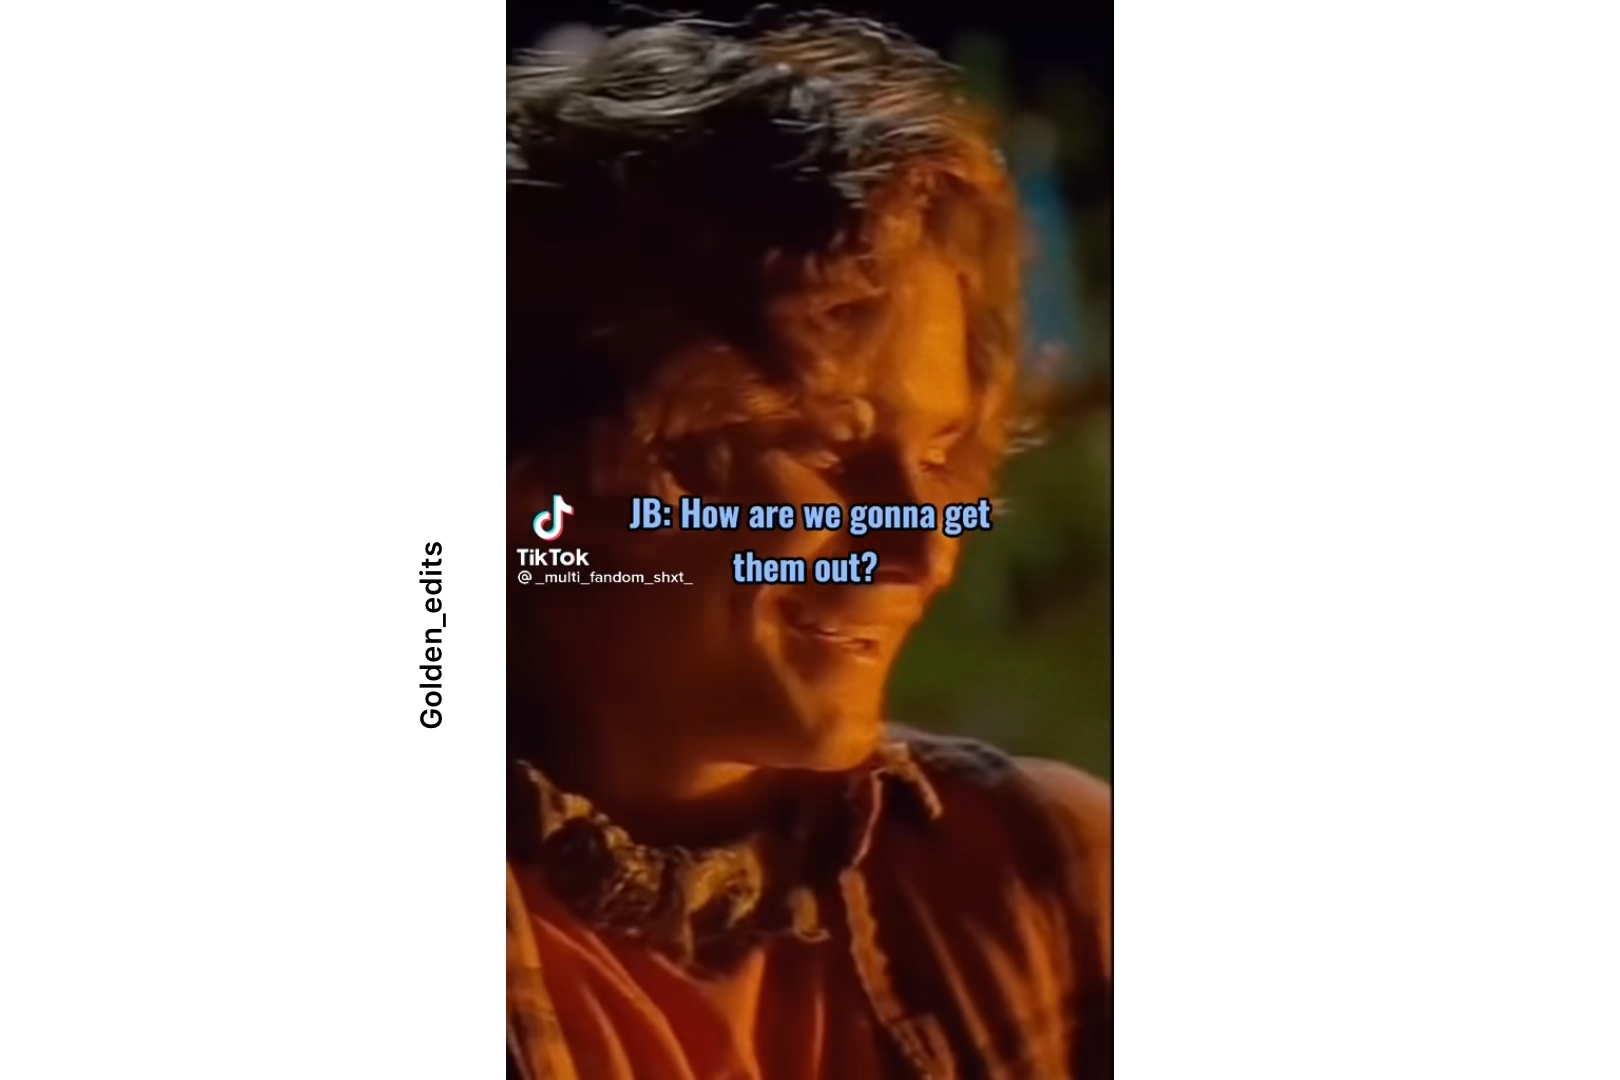 JB: How are we gonna get
them out?
TikTok
@_multi_fandom_shxt_
Golden_edits